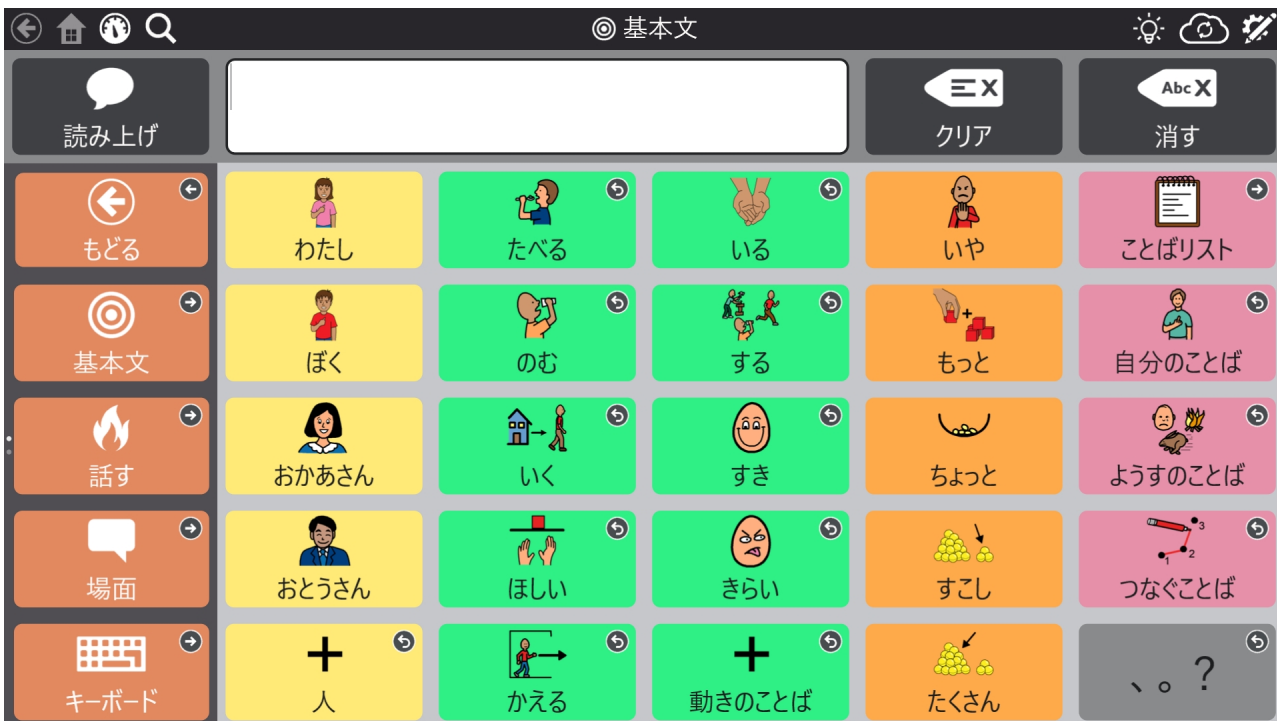 基本文
読み上げ
クリア
Abc X
消す
もどる
わたし
たべる
いる
いや
ことばリスト
基本文
ぼく
のむ
する
もっと
自分のことば
話す
おかあさん
いく
すき
ちょっと
ようすのことば
場面
おとうさん
ほしい
きらい
すこし
1 2 3
つなぐことば
キーボード
人
かえる
動きのことば
たくさん
、。?